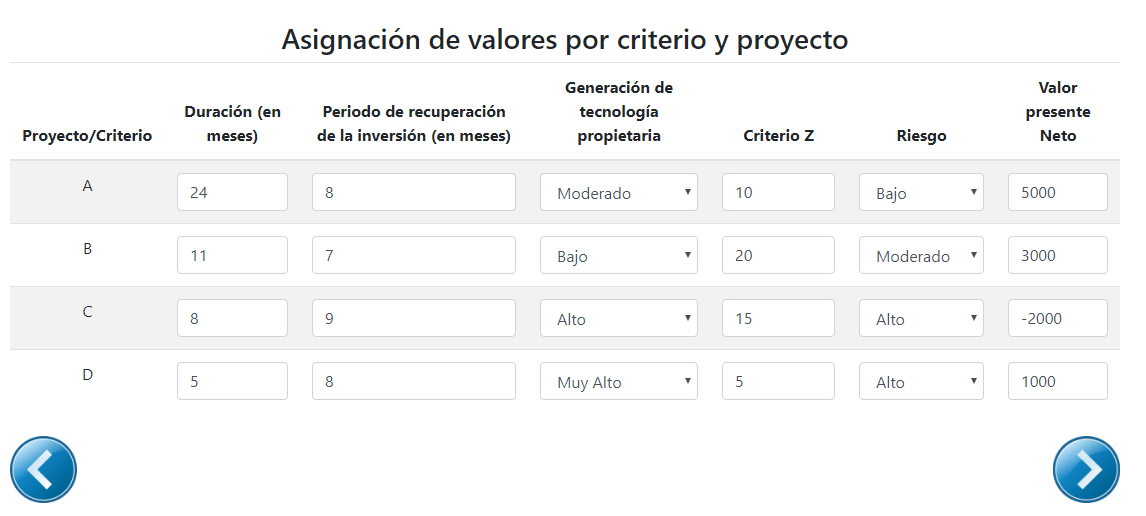 Asignación de valores por criterio y proyecto
Proyecto/Criterio Duración (en meses) Periodo de recuperación de la inversión (en meses) Generación de tecnología propietaria Criterio Z Riesgo Valor presente Neto
A 24 8 Moderado 10 Bajo 5000
B 11 7 Bajo 20 Moderado 3000
C 8 9 Alto 15 Alto -2000
D 5 8 Muy Alto 5 Alto 1000